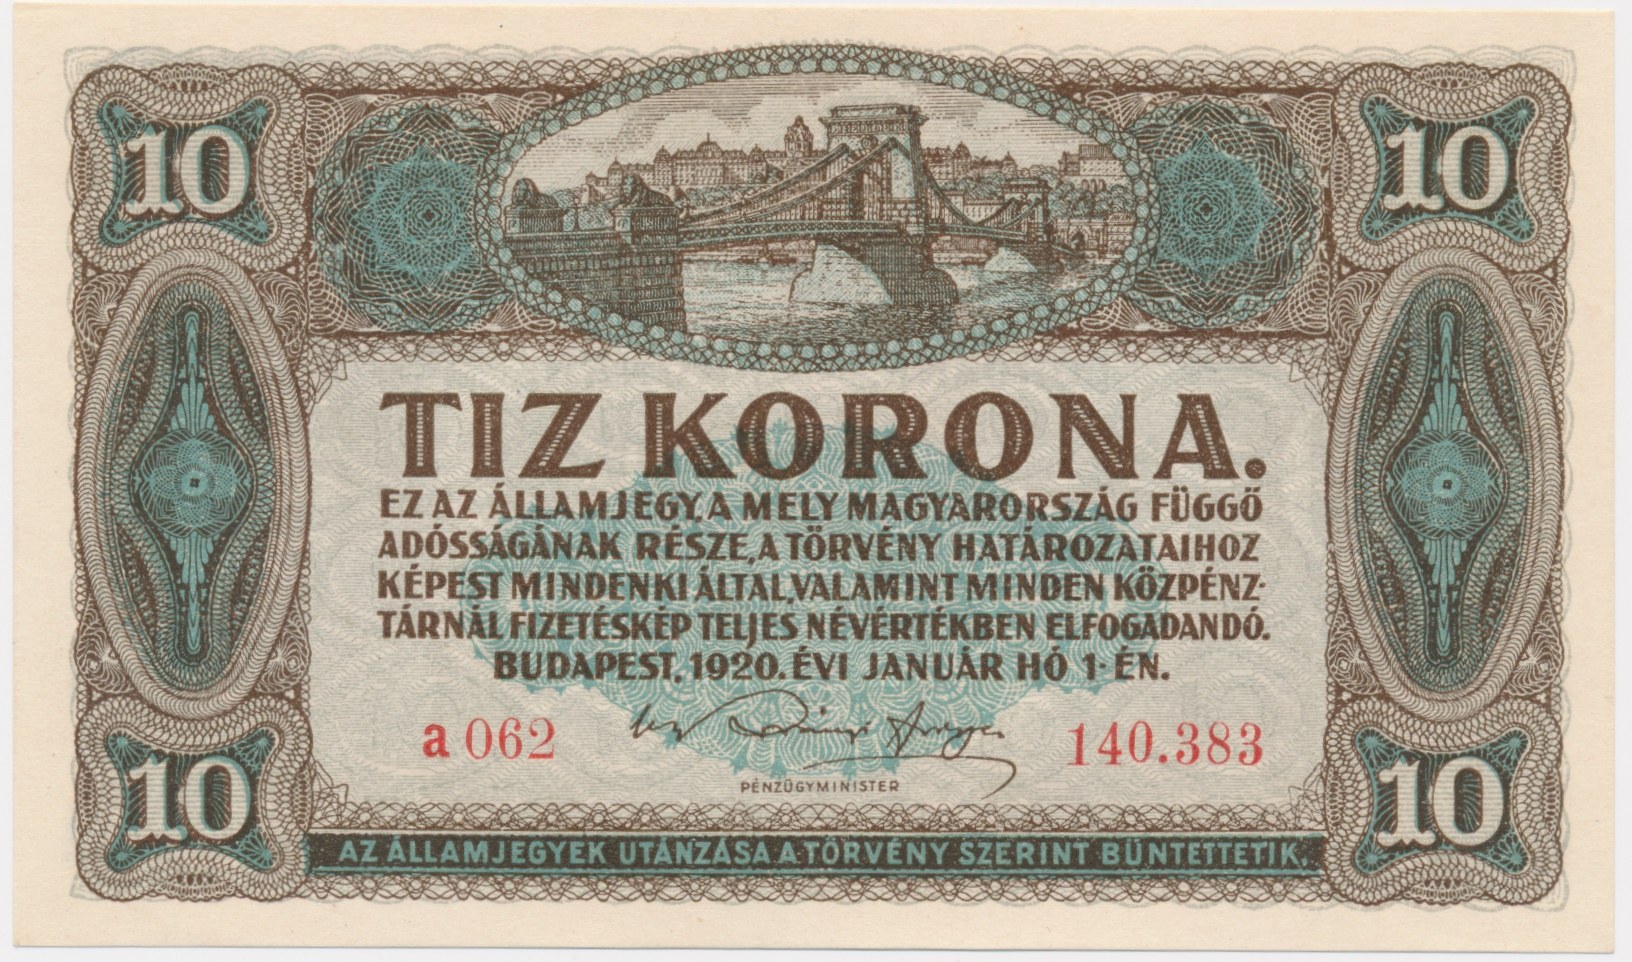 10 10
TIZ KORONA.
EZ AZ ÁLLAMJEGY, A MELY MAGYARORSZÁG FÜGGŐ
ADÓSSÁGÁNAK RÉSZE, A TÖRVÉNY HATÁROZATAIHOZ
KÉPEST MINDENKI ÁLTAL, VALAMINT MINDEN KÖZPÉNZ-
TÁRNÁL FIZETÉSKÉP TELJES NÉVÉRTÉKBEN ELFOGADANDÓ.
BUDAPEST, 1920. ÉVI JANUÁR HÓ 1-ÉN.
a 062 140.383
PÉNZÜGYMINISTER
10 10
AZ ÁLLAMJEGYEK UTÁNZÁSA A TÖRVÉNY SZERINT BÜNTETTETIK.